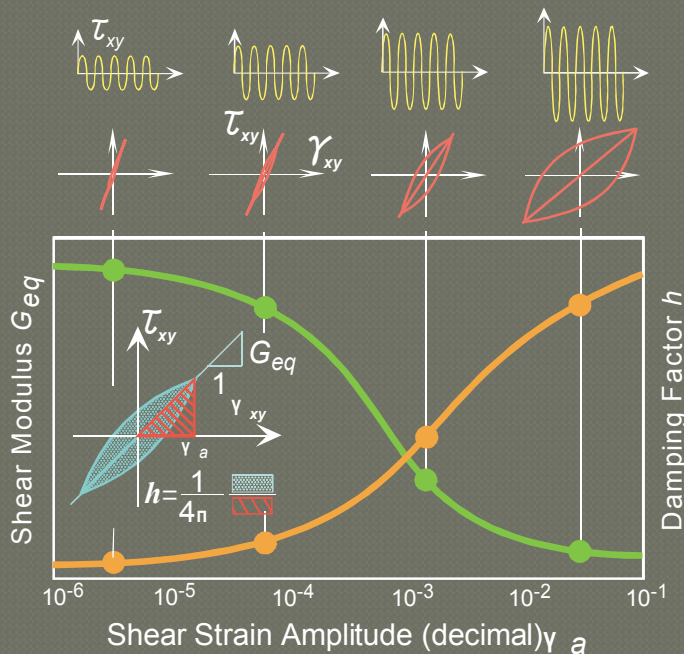 τxy
τxy
γxy
Shear Modulus Geq
Damping Factor h
τxy
Geq
1
γ xy
γ a
h= 1/4π
10-6 10-5 10-4 10-3 10-2 10-1
Shear Strain Amplitude (decimal)γ a